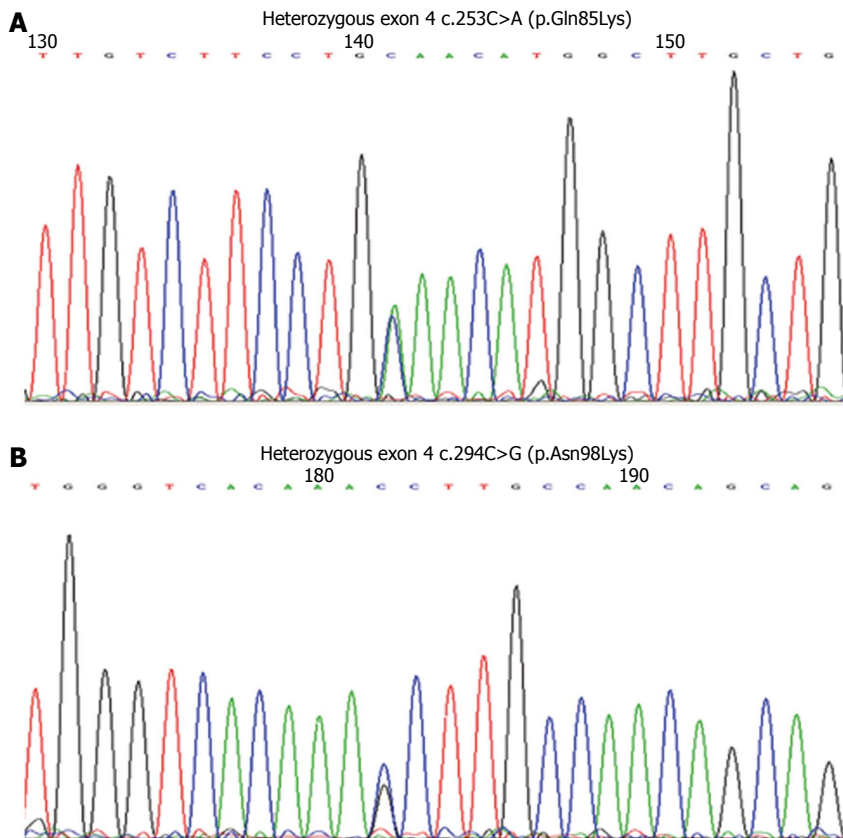 A
Heterozygous exon 4 c.253C>A (p.Gln85Lys)
130 140 150
T T G T C T T C C T G C A A C A T G G C T T G C T G
B
Heterozygous exon 4 c.294C>G (p.Asn98Lys)
180 190
T G G G T C A C A A A C C T T G C C A A C A G C A G